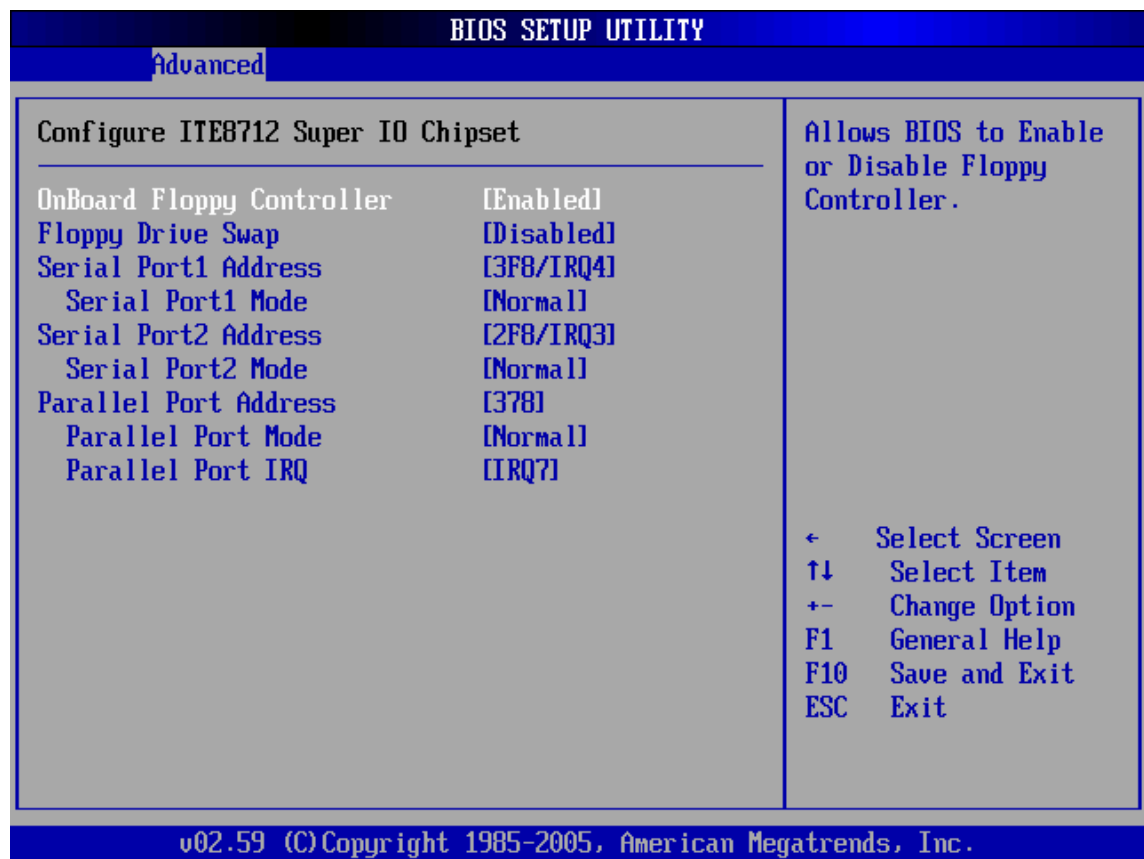 BIOS SETUP UTILITY
Advanced
Configure ITE8712 Super IO Chipset
OnBoard Floppy Controller [Enabled]
Floppy Drive Swap [Disabled]
Serial Port1 Address [3F8/IRQ4]
Serial Port1 Mode [Normal]
Serial Port2 Address [2F8/IRQ3]
Serial Port2 Mode [Normal]
Parallel Port Address [378]
Parallel Port Mode [Normal]
Parallel Port IRQ [IRQ7]
Allows BIOS to Enable
or Disable Floppy
Controller.
← Select Screen
↑↓ Select Item
+- Change Option
F1 General Help
F10 Save and Exit
ESC Exit
v02.59 (C)Copyright 1985-2005, American Megatrends, Inc.